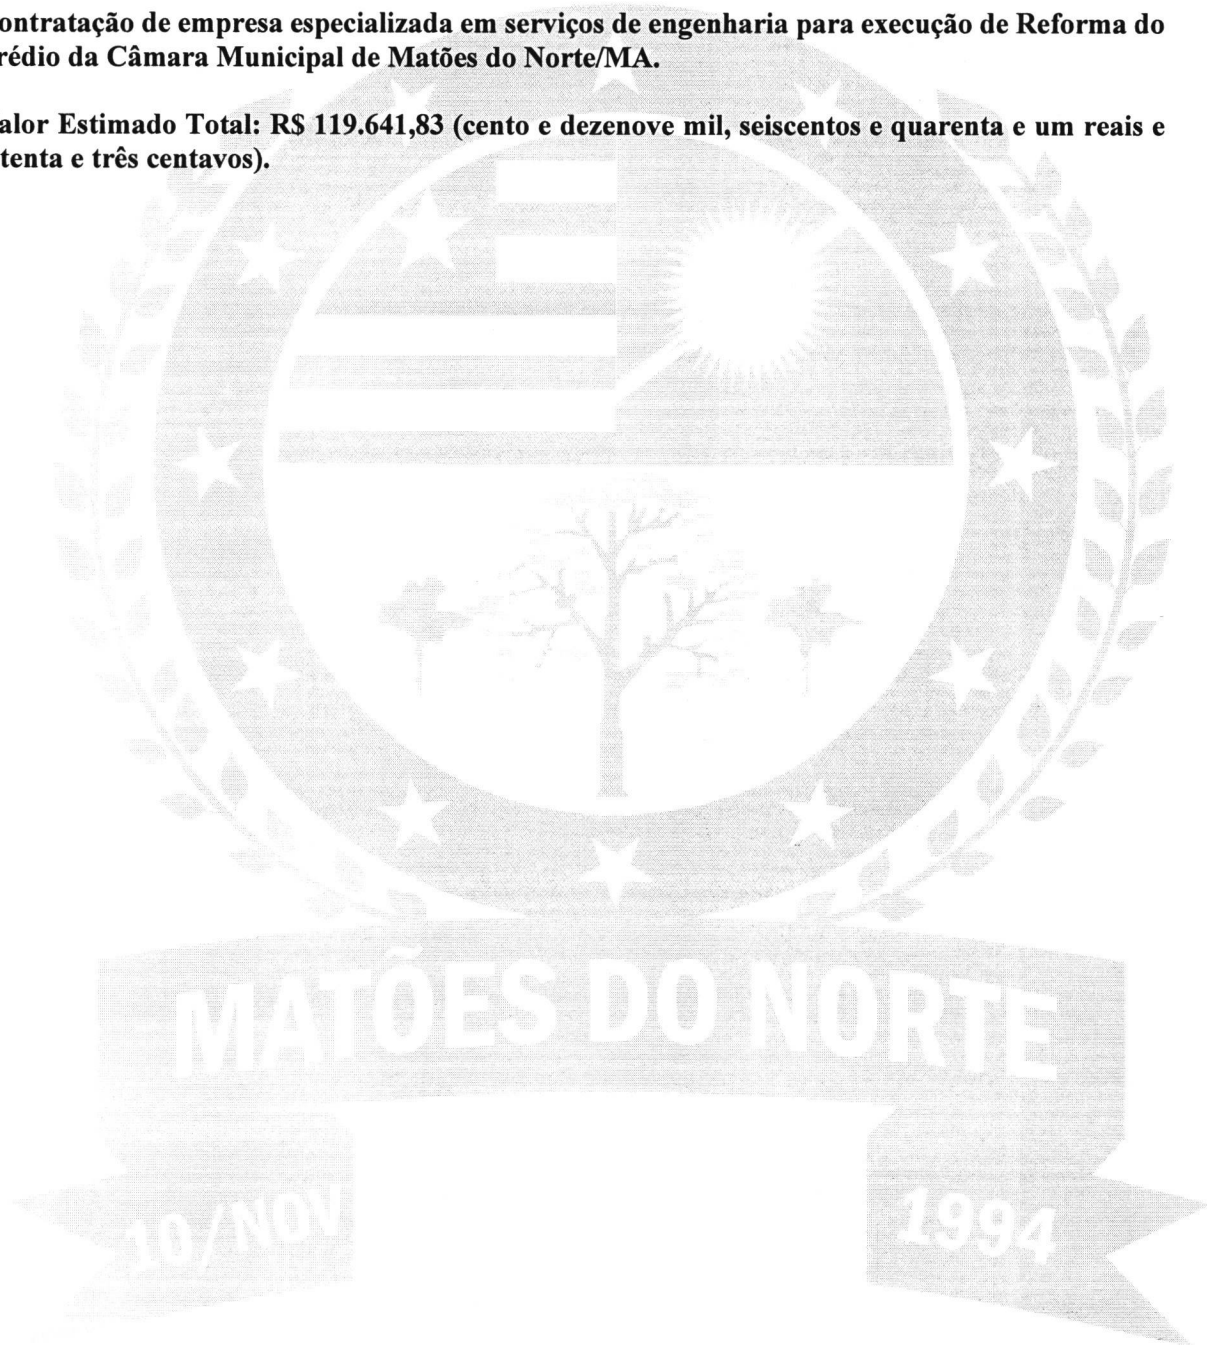 ontratação de empresa especializada em serviços de engenharia para execução de Reforma do
rédio da Câmara Municipal de Matões do Norte/MA.
alor Estimado Total: R$ 119.641,83 (cento e dezenove mil, seiscentos e quarenta e um reais e
tenta e três centavos).
MATÕES DO NORTE
10/NOV
1994